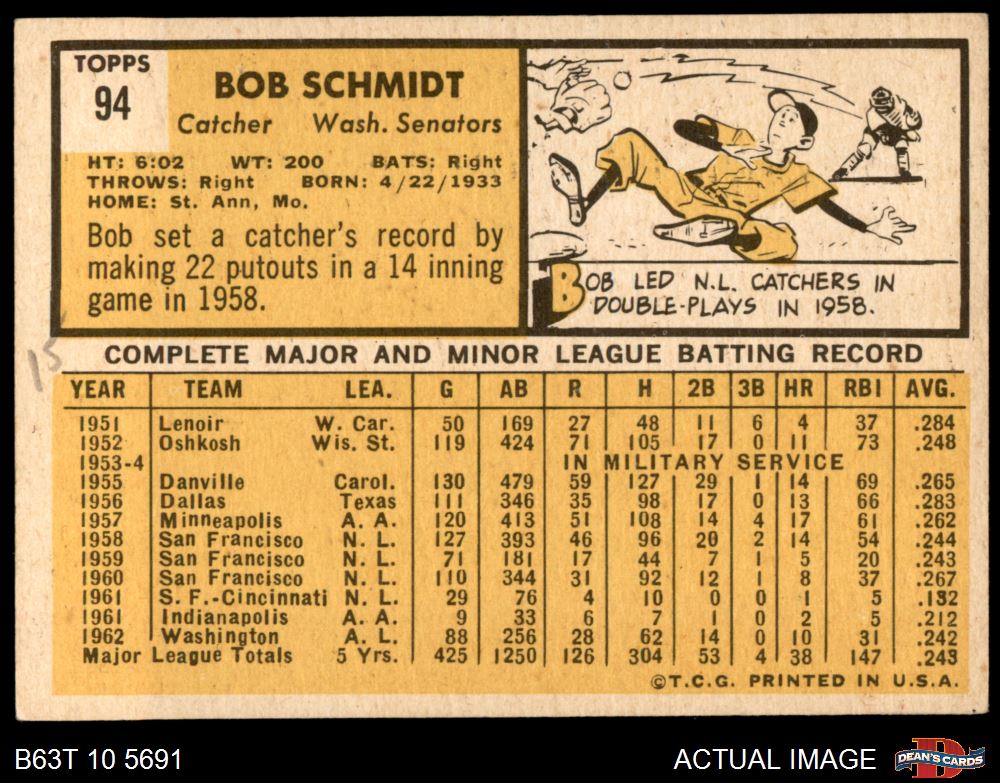 TOPPS
94
BOB SCHMIDT
Catcher Wash. Senators
HT: 6:02 WT: 200 BATS: Right
THROWS: Right BORN: 4/22/1933
HOME: St. Ann, Mo.
Bob set a catcher's record by
making 22 putouts in a 14 inning
game in 1958.
BOB LED N.L. CATCHERS IN
DOUBLE-PLAYS IN 1958.
15
COMPLETE MAJOR AND MINOR LEAGUE BATTING RECORD
YEAR TEAM LEA. G AB R H 2B 3B HR RBI AVG.
1951 Lenoir W. Car. 50 169 27 48 11 6 4 37 .284
1952 Oshkosh Wis. St. 119 424 71 105 17 0 11 73 .248
1953-4 IN MILITARY SERVICE
1955 Danville Carol. 130 479 59 127 29 1 14 69 .265
1956 Dallas Texas 111 346 35 98 17 0 13 66 .283
1957 Minneapolis A. A. 120 413 51 108 14 4 17 61 .262
1958 San Francisco N. L. 127 393 46 96 20 2 14 54 .244
1959 San Francisco N. L. 71 181 17 44 7 1 5 20 .243
1960 San Francisco N. L. 110 344 31 92 12 1 8 37 .267
1961 S. F.-Cincinnati N. L. 29 76 4 10 0 0 1 5 .132
1961 Indianapolis A. A. 9 33 6 7 1 0 2 5 .212
1962 Washington A. L. 88 256 28 62 14 0 10 31 .242
Major League Totals 5 Yrs. 425 1250 126 304 53 4 38 147 .243
©T.C.G. PRINTED IN U.S.A.
B63T 10 5691
ACTUAL IMAGE
D
DEAN'S CARDS